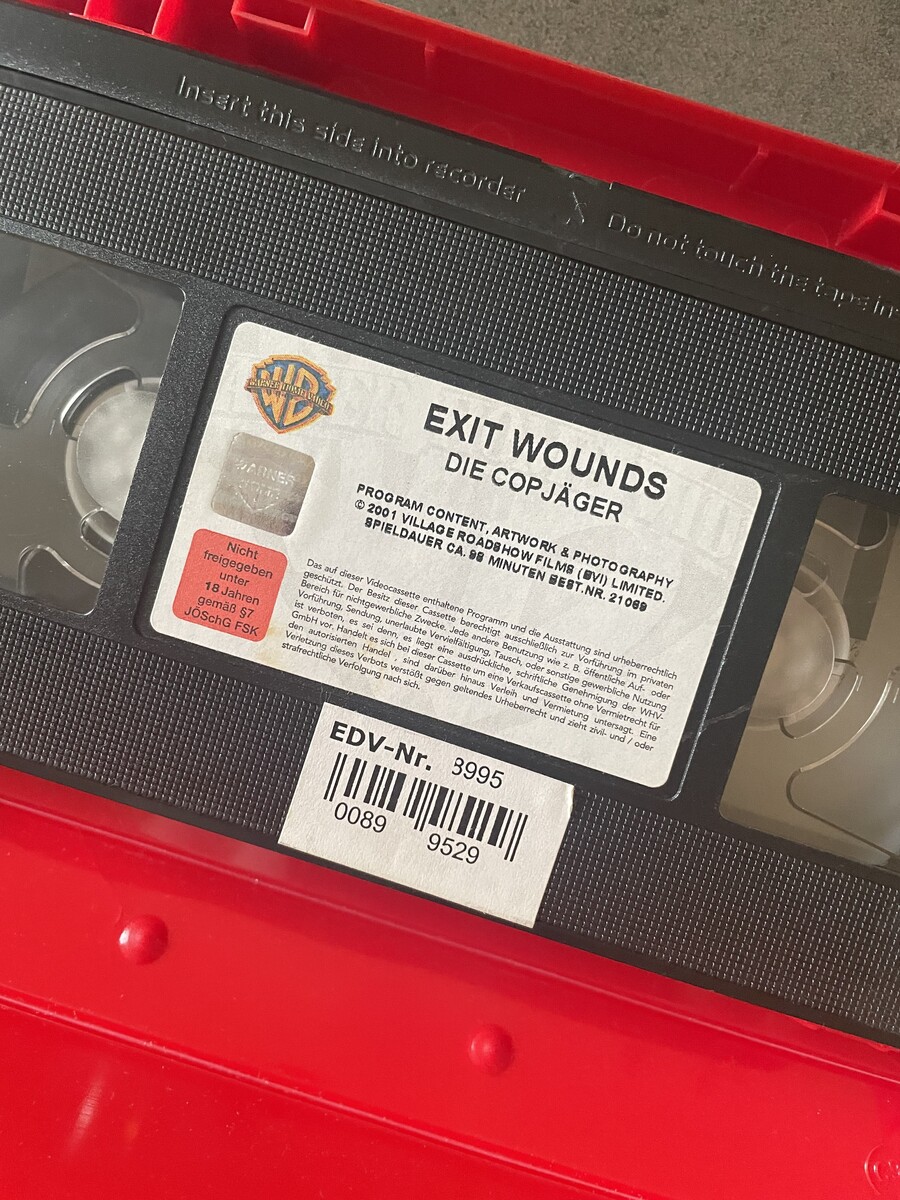 Insert this side into recorder
Do not touch the tape in
WARNER HOME VIDEO
EXIT WOUNDS
DIE COPJÄGER
PROGRAM CONTENT, ARTWORK & PHOTOGRAPHY
© 2001 VILLAGE ROADSHOW FILMS (BVI) LIMITED.
SPIELDAUER CA. 98 MINUTEN BEST.NR. 21069
WARNER
Nicht
freigegeben
unter
18 Jahren
gemäß §7
JÖSchG FSK
Das auf dieser Videocassette enthaltene Programm und die Ausstattung sind urheberrechtlich
geschützt. Der Besitz dieser Cassette berechtigt ausschließlich zur Vorführung im privaten
Bereich für nichtgewerbliche Zwecke. Jede andere Benutzung wie z. B. öffentliche Auf- oder
Vorführung, Sendung, unerlaubte Vervielfältigung, Tausch, oder sonstige gewerbliche Nutzung
ist verboten, es sei denn, es liegt eine ausdrückliche, schriftliche Genehmigung der WHV-
GmbH vor. Handelt es sich bei dieser Cassette um eine Verkaufscassette ohne Vermietrecht für
den autorisierten Handel , sind darüber hinaus Verleih und Vermietung untersagt. Eine
Verletzung dieses Verbots verstößt gegen geltendes Urheberrecht und zieht zivil- und / oder
strafrechtliche Verfolgung nach sich.
EDV-Nr. 8995
0089 9529